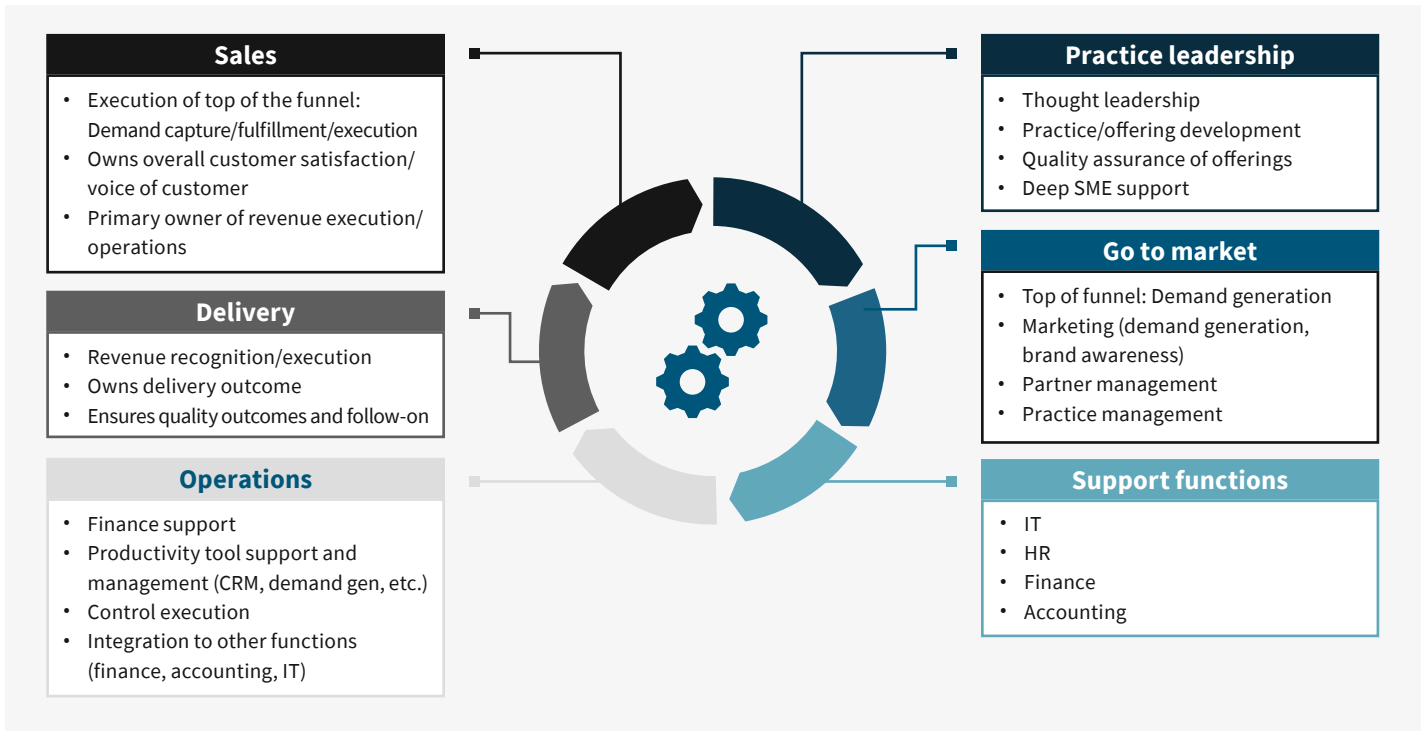 Sales
• Execution of top of the funnel:
Demand capture/fulfillment/execution
• Owns overall customer satisfaction/
voice of customer
• Primary owner of revenue execution/
operations
Delivery
• Revenue recognition/execution
• Owns delivery outcome
• Ensures quality outcomes and follow-on
Operations
• Finance support
• Productivity tool support and
management (CRM, demand gen, etc.)
• Control execution
• Integration to other functions
(finance, accounting, IT)
Practice leadership
• Thought leadership
• Practice/offering development
• Quality assurance of offerings
• Deep SME support
Go to market
• Top of funnel: Demand generation
• Marketing (demand generation,
brand awareness)
• Partner management
• Practice management
Support functions
• IT
• HR
• Finance
• Accounting